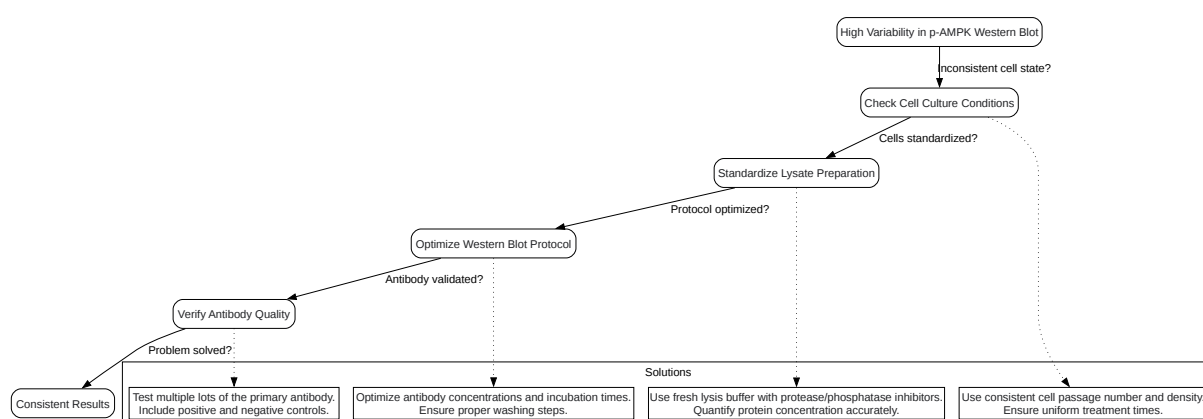 High Variability in p-AMPK Western Blot
Inconsistent cell state?
Check Cell Culture Conditions
Cells standardized?
Standardize Lysate Preparation
Protocol optimized?
Optimize Western Blot Protocol
Antibody validated?
Verify Antibody Quality
Problem solved?
Consistent Results
Solutions
Test multiple lots of the primary antibody.
Include positive and negative controls.
Optimize antibody concentrations and incubation times.
Ensure proper washing steps.
Use fresh lysis buffer with protease/phosphatase inhibitors.
Quantify protein concentration accurately.
Use consistent cell passage number and density
Ensure uniform treatment times.